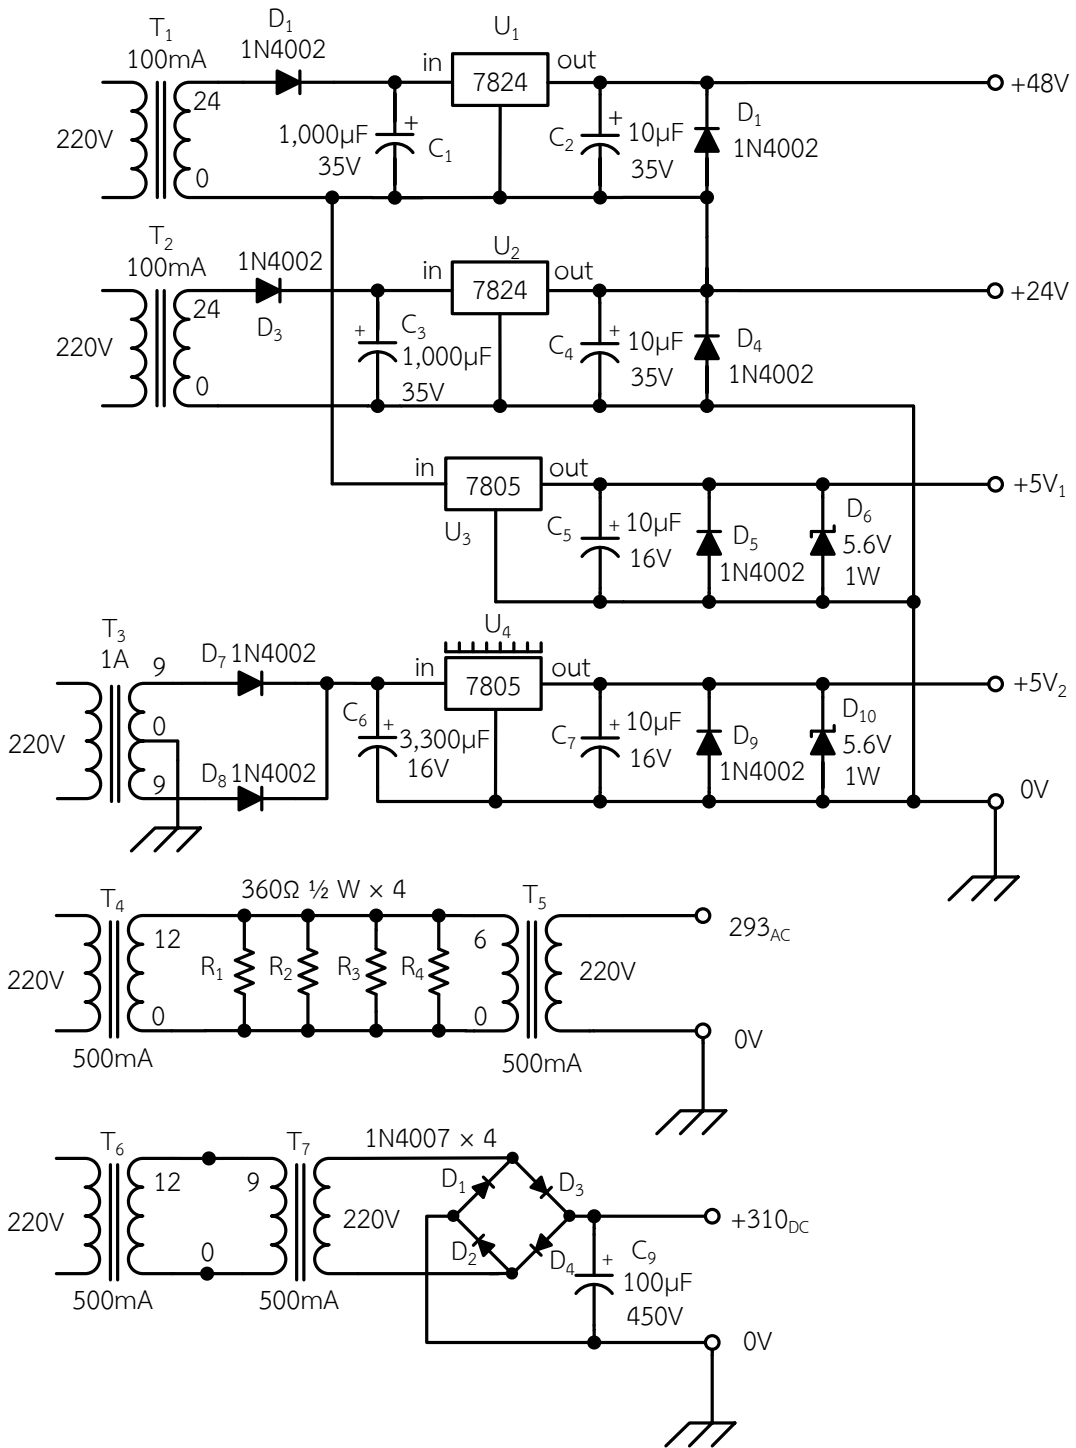 T₁
100mA
220V
24
0
D₁
1N4002
1,000µF
35V
+
C₁
in
U₁
7824
out
C₂
+
10µF
35V
D₁
1N4002
+48V
T₂
100mA
220V
24
0
1N4002
D₃
+
C₃
1,000µF
35V
in
U₂
7824
out
C₄
+
10µF
35V
D₄
1N4002
+24V
in
7805
out
U₃
C₅
+
10µF
16V
D₅
1N4002
D₆
5.6V
1W
+5V₁
T₃
1A
220V
9
0
9
D₇ 1N4002
D₈ 1N4002
C₆
+
3,300µF
16V
U₄
in
7805
out
C₇
+
10µF
16V
D₉
1N4002
D₁₀
5.6V
1W
+5V₂
0V
T₄
220V
12
0
500mA
360Ω ½ W × 4
R₁
R₂
R₃
R₄
T₅
6
0
220V
500mA
293AC
0V
T₆
220V
12
0
500mA
T₇
9
220V
500mA
1N4007 × 4
D₁
D₃
D₂
D₄
+
C₉
100µF
450V
+310DC
0V